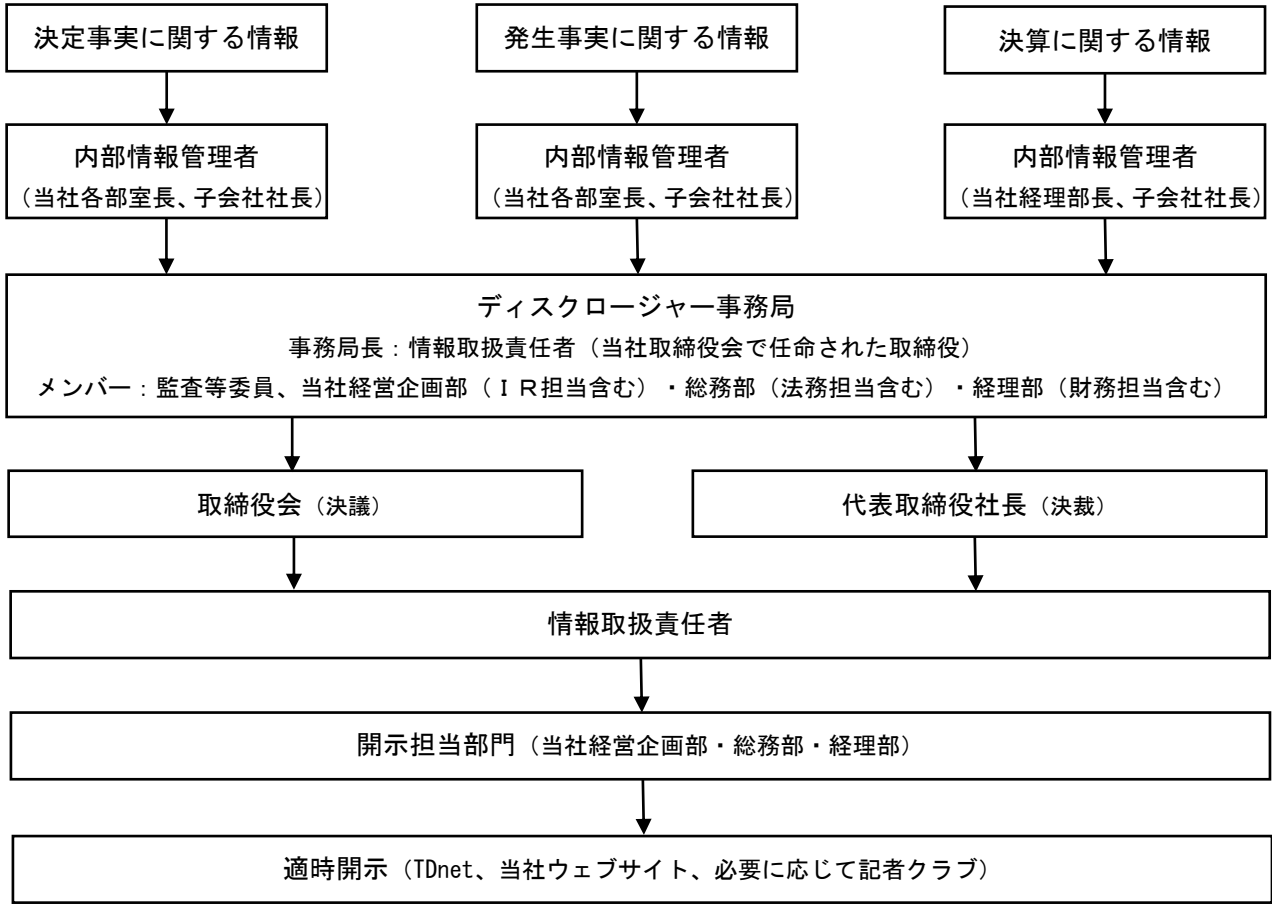 決定事実に関する情報
発生事実に関する情報
決算に関する情報
内部情報管理者
（当社各部室長、子会社社長）
内部情報管理者
（当社各部室長、子会社社長）
内部情報管理者
（当社経理部長、子会社社長）
ディスクロージャー事務局
事務局長：情報取扱責任者（当社取締役会で任命された取締役）
メンバー：監査等委員、当社経営企画部（ＩＲ担当含む）・総務部（法務担当含む）・経理部（財務担当含む）
取締役会（決議）
代表取締役社長（決裁）
情報取扱責任者
開示担当部門（当社経営企画部・総務部・経理部）
適時開示（TDnet、当社ウェブサイト、必要に応じて記者クラブ）